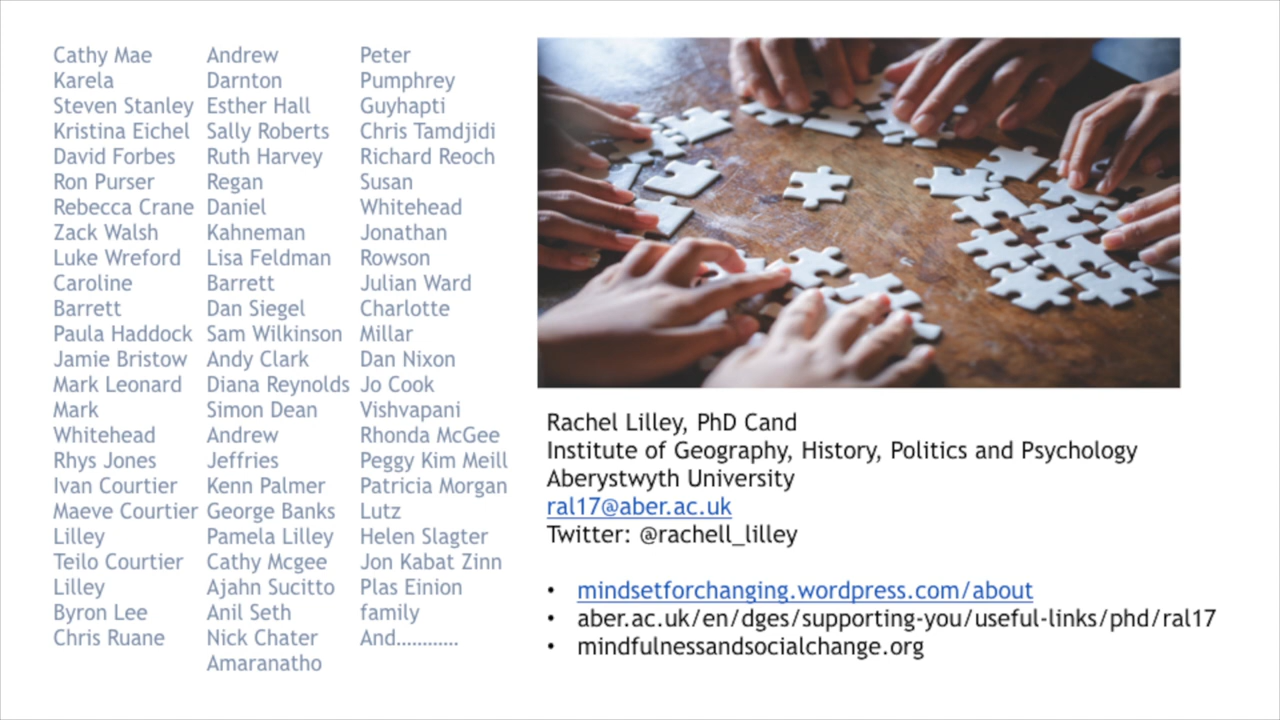 Cathy Mae
Karela
Steven Stanley
Kristina Eichel
David Forbes
Ron Purser
Rebecca Crane
Zack Walsh
Luke Wreford
Caroline
Barrett
Paula Haddock
Jamie Bristow
Mark Leonard
Mark
Whitehead
Rhys Jones
Ivan Courtier
Maeve Courtier
Lilley
Teilo Courtier
Lilley
Byron Lee
Chris Ruane
Andrew
Darnton
Esther Hall
Sally Roberts
Ruth Harvey
Regan
Daniel
Kahneman
Lisa Feldman
Barrett
Dan Siegel
Sam Wilkinson
Andy Clark
Diana Reynolds
Simon Dean
Andrew
Jeffries
Kenn Palmer
George Banks
Pamela Lilley
Cathy Mcgee
Ajahn Sucitto
Anil Seth
Nick Chater
Amaranatho
Peter
Pumphrey
Guyhapti
Chris Tamdjidi
Richard Reoch
Susan
Whitehead
Jonathan
Rowson
Julian Ward
Charlotte
Millar
Dan Nixon
Jo Cook
Vishvapani
Rhonda McGee
Peggy Kim Meill
Patricia Morgan
Lutz
Helen Slagter
Jon Kabat Zinn
Plas Einion
family
And…………
Rachel Lilley, PhD Cand
Institute of Geography, History, Politics and Psychology
Aberystwyth University
ral17@aber.ac.uk
Twitter: @rachell_lilley
• mindsetforchanging.wordpress.com/about
• aber.ac.uk/en/dges/supporting-you/useful-links/phd/ral17
• mindfulnessandsocialchange.org